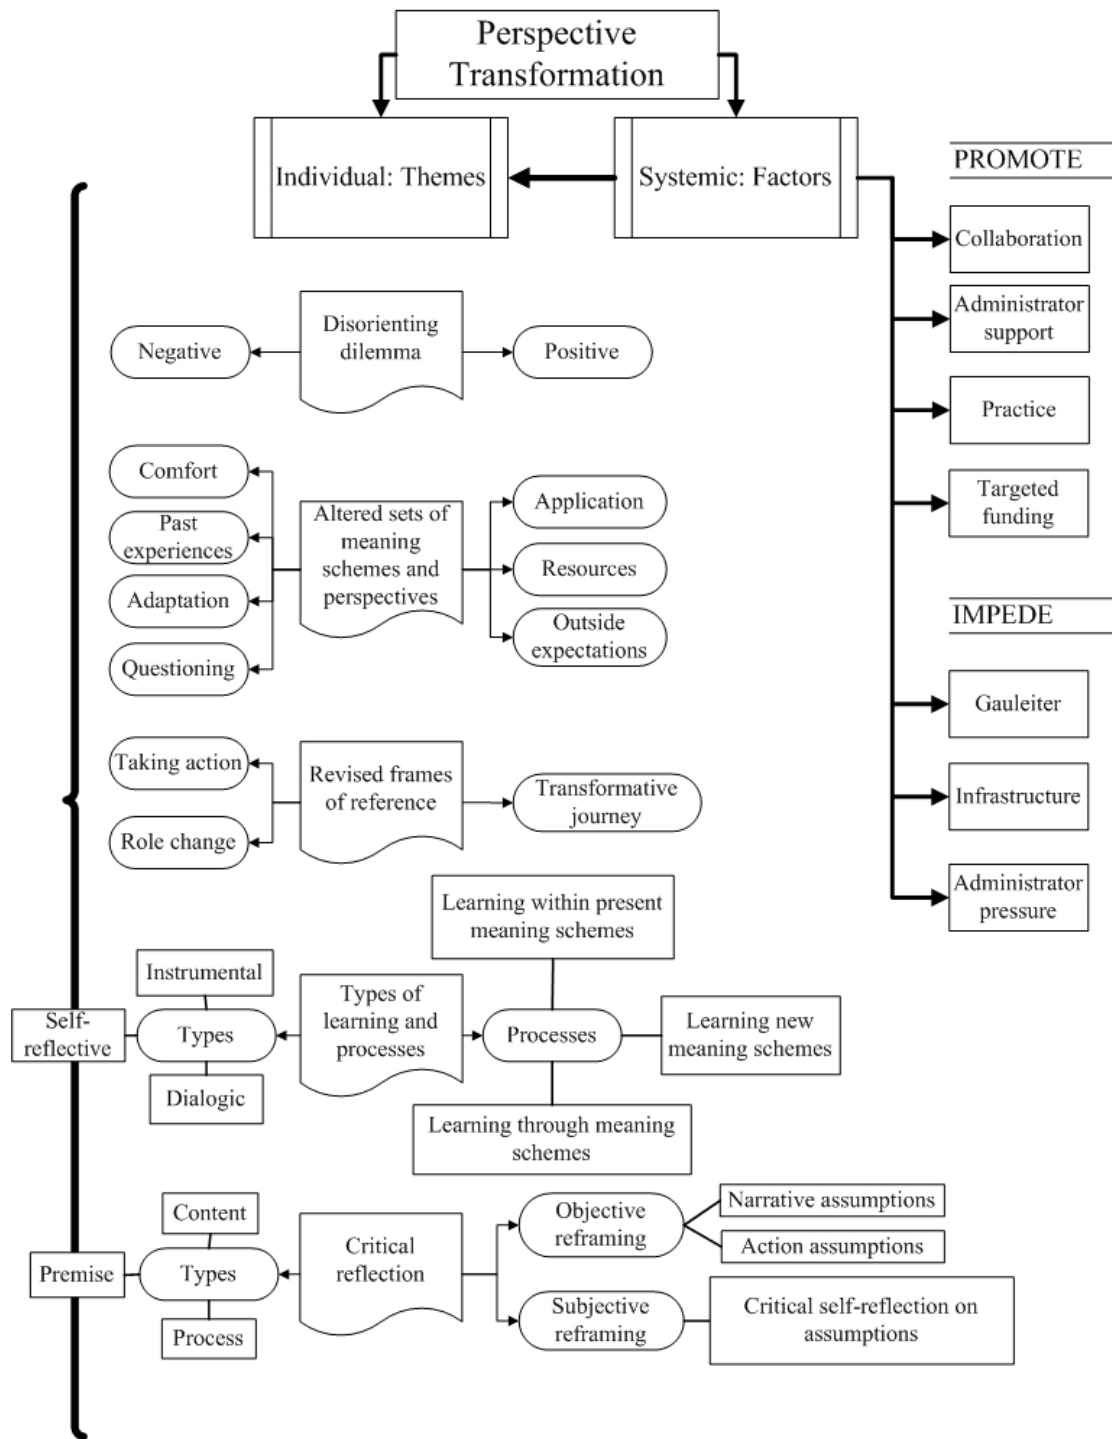 Perspective
Transformation
Individual: Themes
Systemic: Factors
PROMOTE
Collaboration
Administrator
support
Practice
Targeted
funding
IMPEDE
Gauleiter
Infrastructure
Administrator
pressure
Disorienting
dilemma
Negative
Positive
Comfort
Past
experiences
Adaptation
Questioning
Altered sets of
meaning
schemes and
perspectives
Application
Resources
Outside
expectations
Taking action
Role change
Revised frames
of reference
Transformative
journey
Learning within present
meaning schemes
Instrumental
Self-
reflective
Types
Dialogic
Types of
learning and
processes
Processes
Learning new
meaning schemes
Learning through meaning
schemes
Content
Premise
Types
Process
Critical
reflection
Objective
reframing
Narrative assumptions
Action assumptions
Subjective
reframing
Critical self-reflection on
assumptions